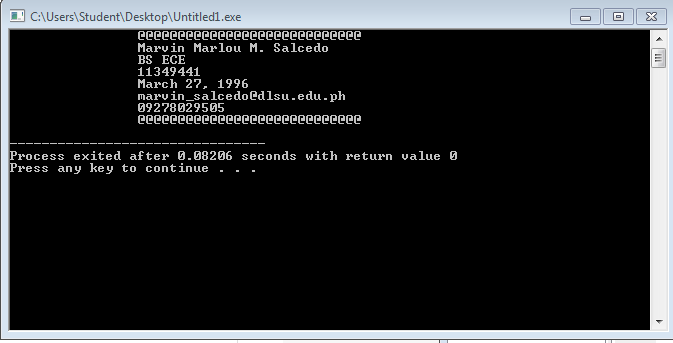 C:\Users\Student\Desktop\Untitled1.exe
@@@@@@@@@@@@@@@@@@@@@@@@@@@@
Marvin Marlou M. Salcedo
BS ECE
11349441
March 27, 1996
marvin_salcedo@dlsu.edu.ph
09278029505
@@@@@@@@@@@@@@@@@@@@@@@@@@@@
--------------------------------
Process exited after 0.08206 seconds with return value 0
Press any key to continue . . .